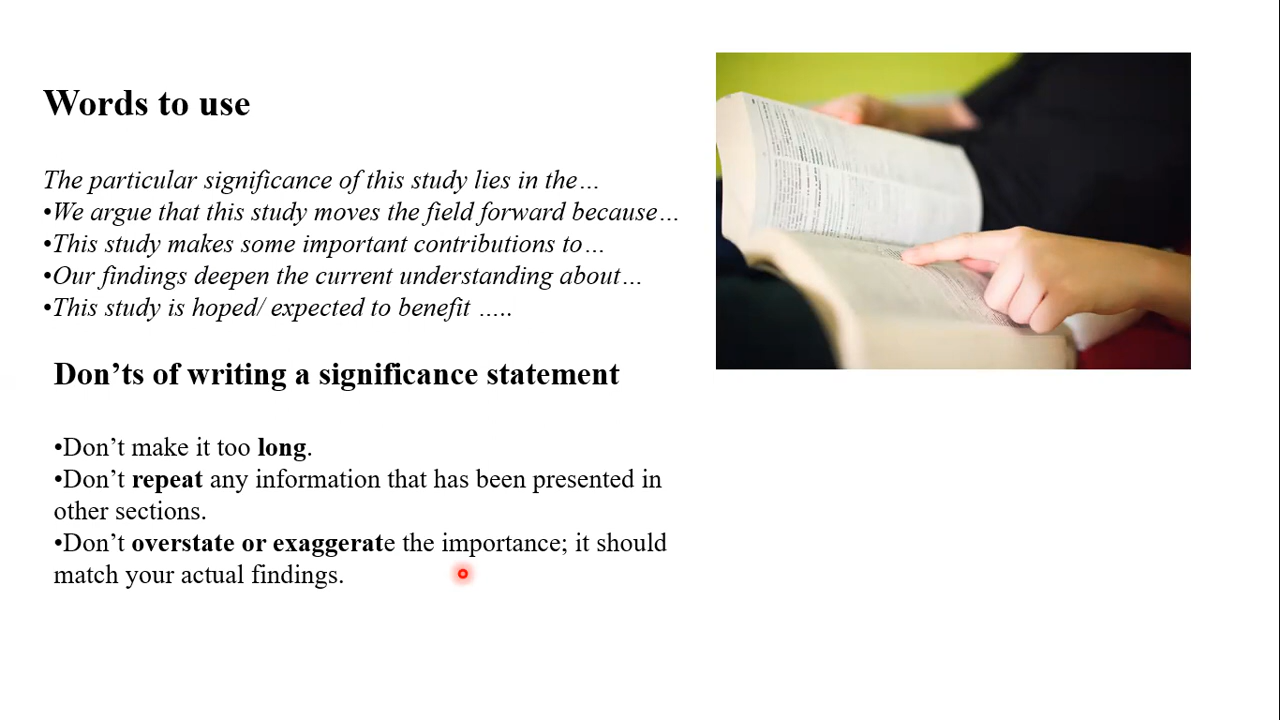 Words to use
The particular significance of this study lies in the…
•We argue that this study moves the field forward because…
•This study makes some important contributions to…
•Our findings deepen the current understanding about…
•This study is hoped/ expected to benefit …..
Don’ts of writing a significance statement
•Don’t make it too long.
•Don’t repeat any information that has been presented in
other sections.
•Don’t overstate or exaggerate the importance; it should
match your actual findings.